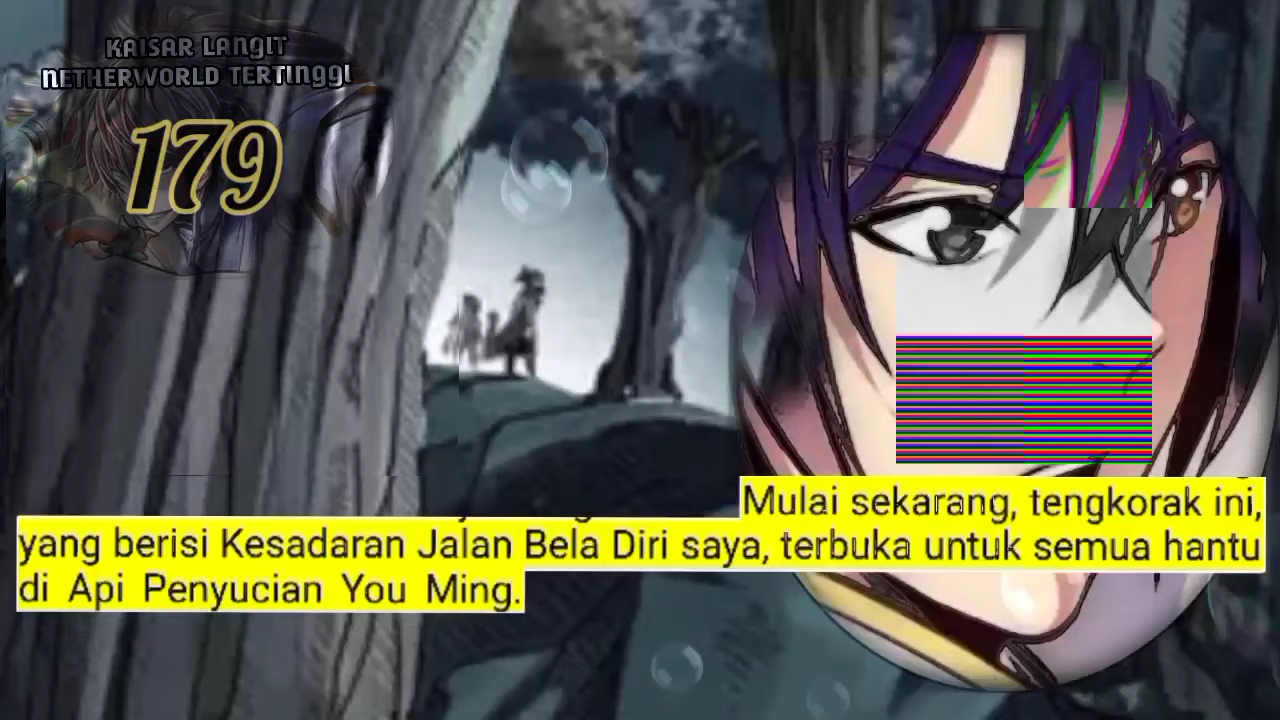 KAISAR LANGIT
NETHERWORLD TERTINGGI
179
Mulai sekarang, tengkorak ini,
yang berisi Kesadaran Jalan Bela Diri saya, terbuka untuk semua hantu
di Api Penyucian You Ming.